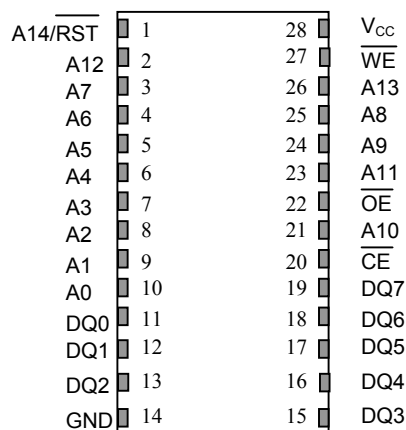 A14/RST 1 28 VCC
A12 2 27 WE
A7 3 26 A13
A6 4 25 A8
A5 5 24 A9
A4 6 23 A11
A3 7 22 OE
A2 8 21 A10
A1 9 20 CE
A0 10 19 DQ7
DQ0 11 18 DQ6
DQ1 12 17 DQ5
DQ2 13 16 DQ4
GND 14 15 DQ3